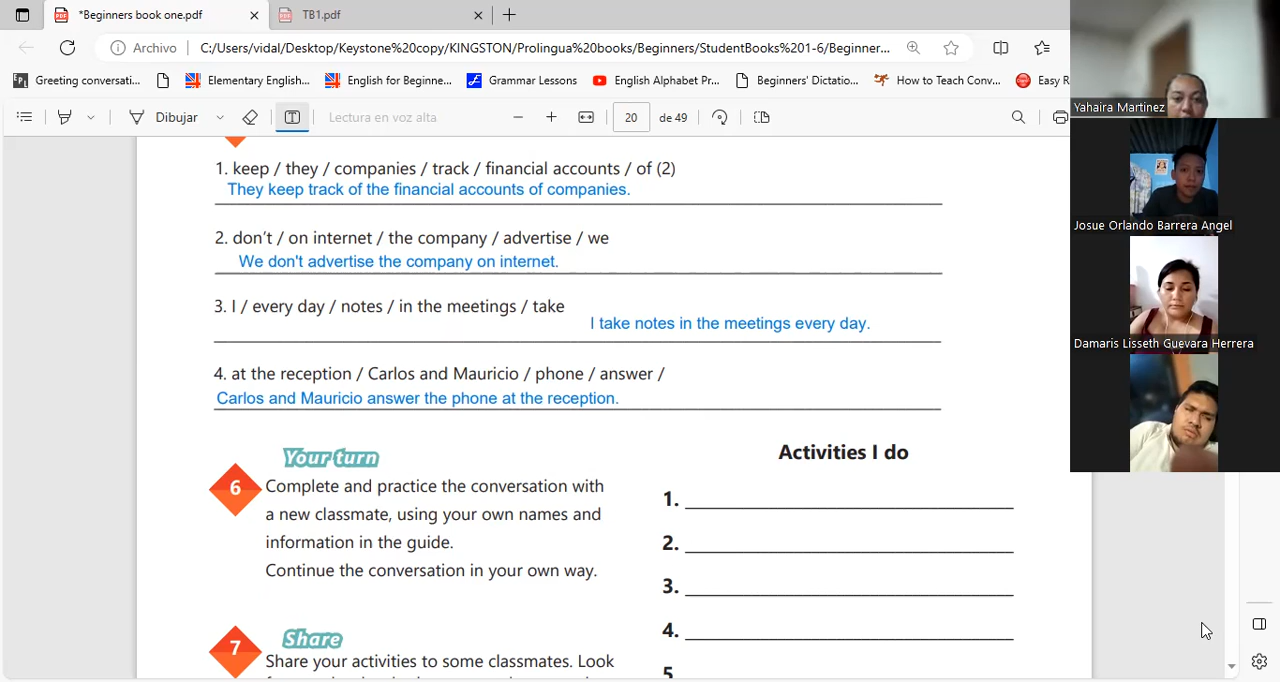 *Beginners book one.pdf
TB1.pdf
Archivo
C:/Users/vidal/Desktop/Keystone%20copy/KINGSTON/Prolingua%20books/Beginners/StudentBooks%201-6/Beginner...
Greeting conversati...
Elementary English...
English for Beginne...
Grammar Lessons
English Alphabet Pr...
Beginners' Dictatio...
How to Teach Conv...
Easy R
Dibujar
Lectura en voz alta
20
de 49
1. keep / they / companies / track / financial accounts / of (2)
They keep track of the financial accounts of companies.
2. don't / on internet / the company / advertise / we
We don't advertise the company on internet.
3. I / every day / notes / in the meetings / take
I take notes in the meetings every day.
4. at the reception / Carlos and Mauricio / phone / answer /
Carlos and Mauricio answer the phone at the reception.
6
Your turn
Complete and practice the conversation with
a new classmate, using your own names and
information in the guide.
Continue the conversation in your own way.
7
Share
Share your activities to some classmates. Look
Activities I do
1.
2.
3.
4.
5
Yahaira Martinez
Josue Orlando Barrera Angel
Damaris Lisseth Guevara Herrera